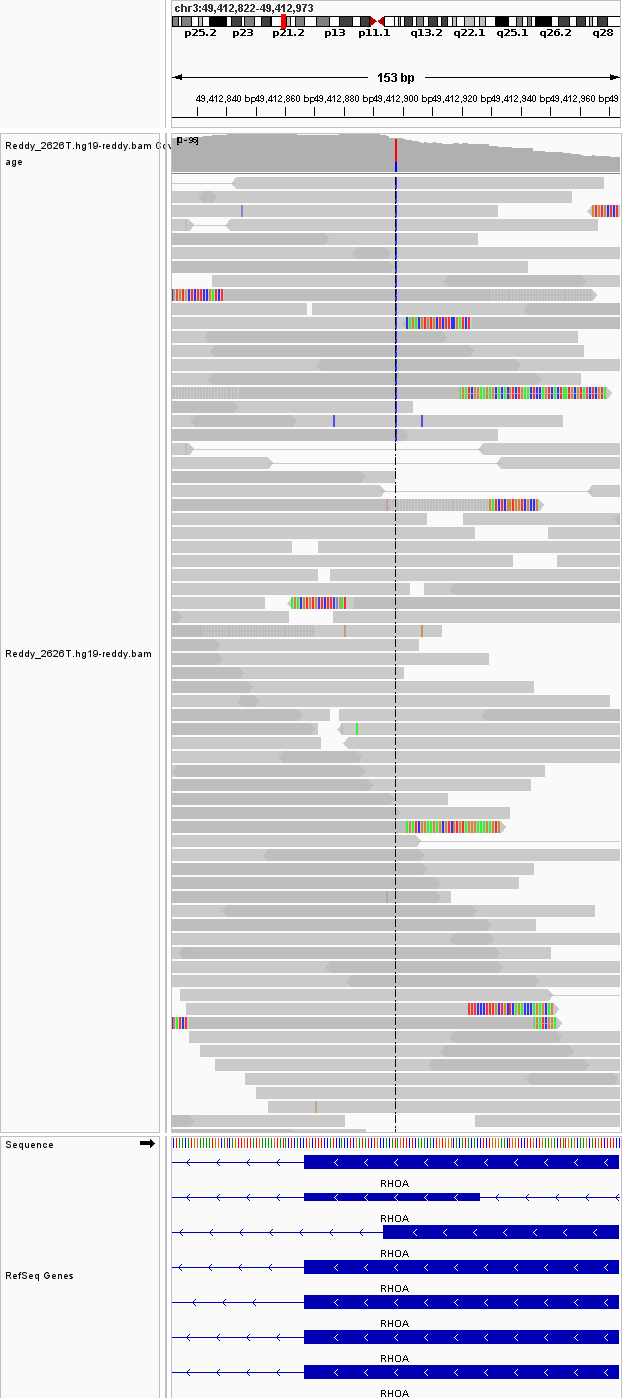 chr3:49,412,822-49,412,973
p25.2 p23 p21.2 p13 p11.1 q13.2 q22.1 q25.1 q26.2 q28
153 bp
49,412,840 bp 49,412,860 bp 49,412,880 bp 49,412,900 bp 49,412,920 bp 49,412,940 bp 49,412,960 bp 49
Reddy_2626T.hg19-reddy.bam Cov
age
Reddy_2626T.hg19-reddy.bam
Sequence
RHOA
RHOA
RHOA
RefSeq Genes
RHOA
RHOA
RHOA
RHOA